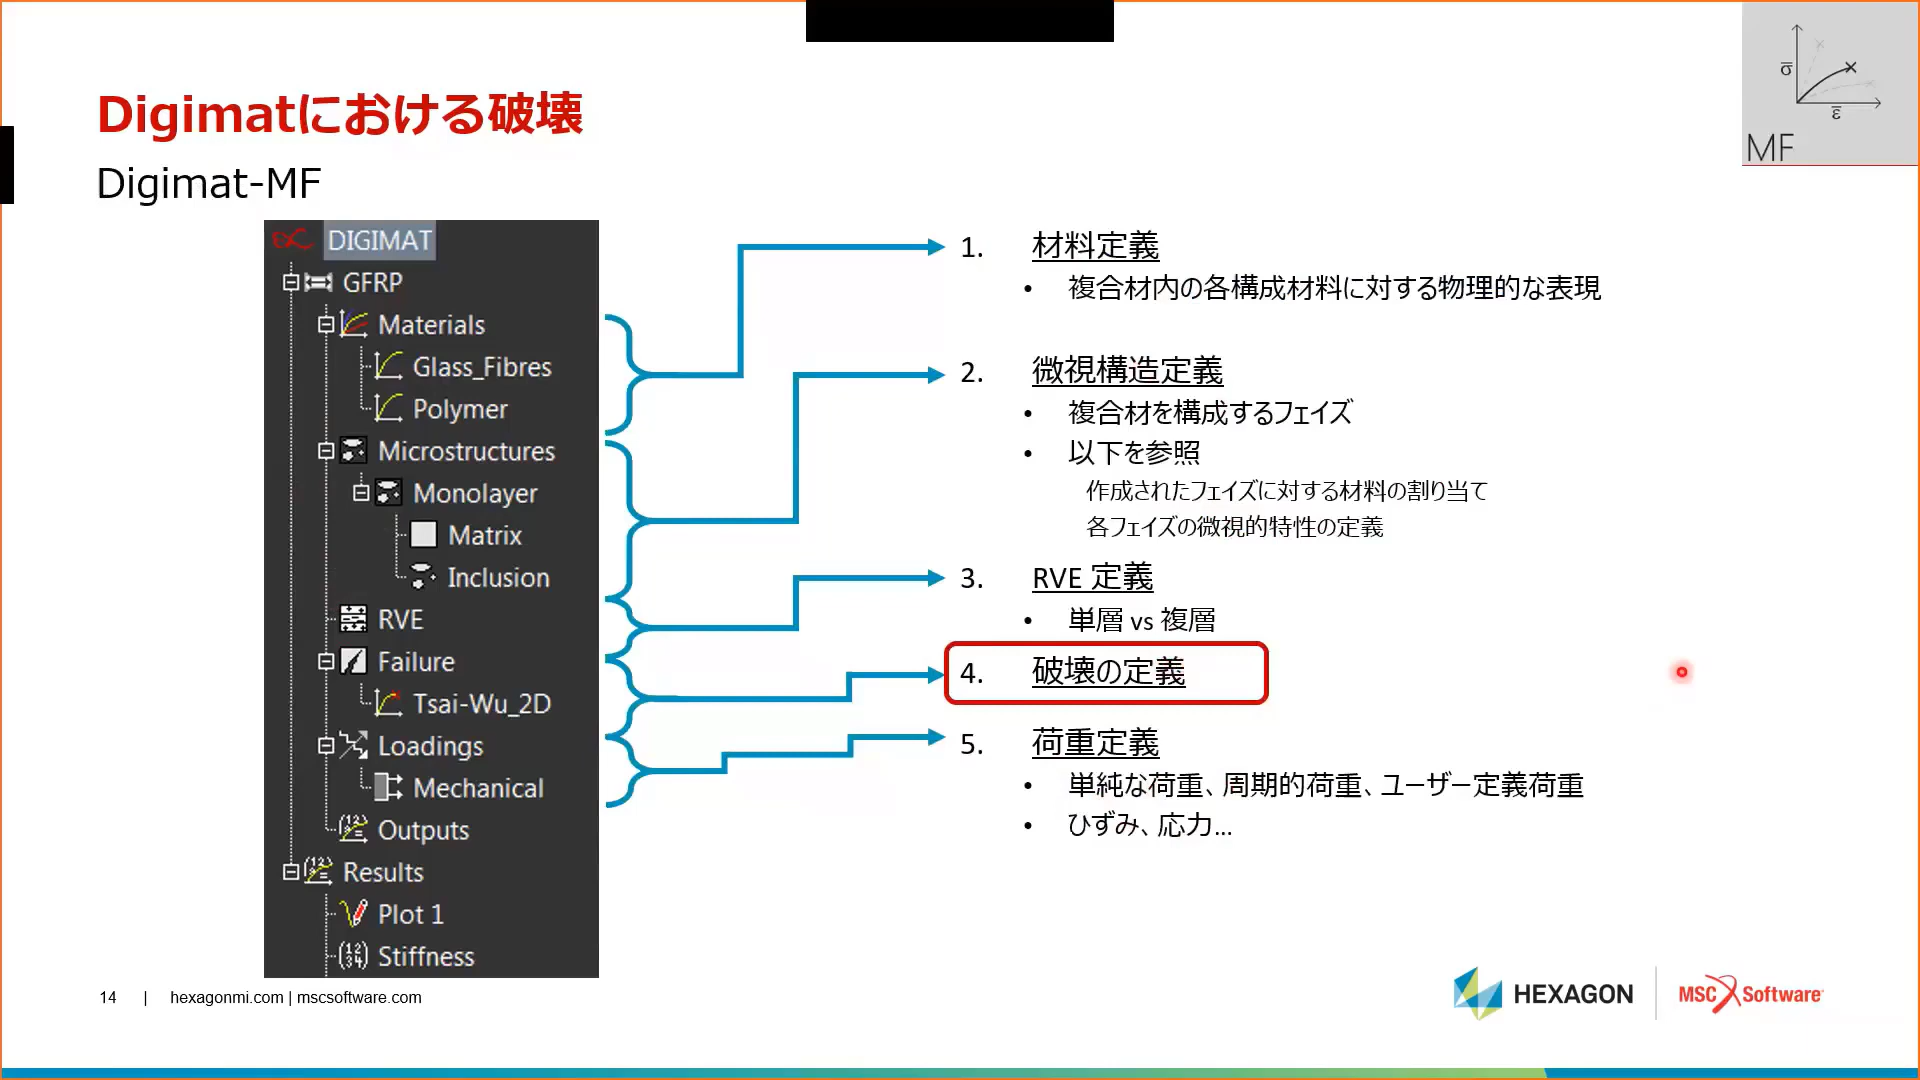 Digimatにおける破壊
Digimat-MF
σ
ε
MF
DIGIMAT
GFRP
Materials
Glass_Fibres
Polymer
Microstructures
Monolayer
Matrix
Inclusion
RVE
Failure
Tsai-Wu_2D
Loadings
Mechanical
Outputs
Results
Plot 1
Stiffness
1. 材料定義
• 複合材内の各構成材料に対する物理的な表現
2. 微視構造定義
• 複合材を構成するフェイズ
• 以下を参照
作成されたフェイズに対する材料の割り当て
各フェイズの微視的特性の定義
3. RVE 定義
• 単層 vs 複層
4. 破壊の定義
5. 荷重定義
• 単純な荷重、周期的荷重、ユーザー定義荷重
• ひずみ、応力...
14 | hexagonmi.com | mscsoftware.com
HEXAGON
MSC Software